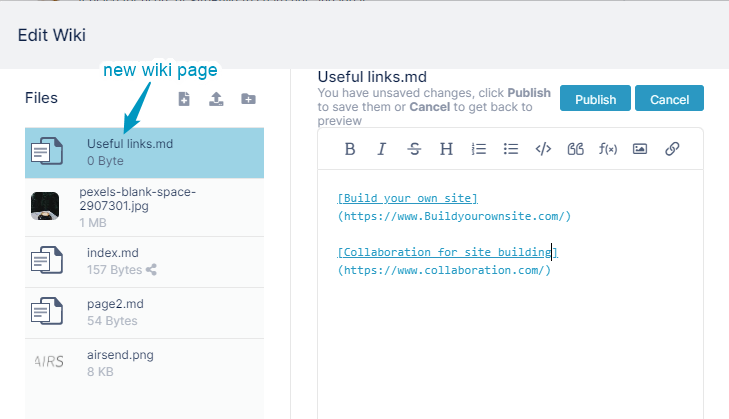 Edit Wiki
new wiki page
Files
Useful links.md
0 Byte
pexels-blank-space-
2907301.jpg
1 MB
index.md
157 Bytes
page2.md
54 Bytes
AIRS
airsend.png
8 KB
Useful links.md
You have unsaved changes, click Publish
to save them or Cancel to get back to
preview
Publish
Cancel
B I S H </> f(x)
[Build your own site]
(https://www.Buildyourownsite.com/)
[Collaboration for site building]
(https://www.collaboration.com/)